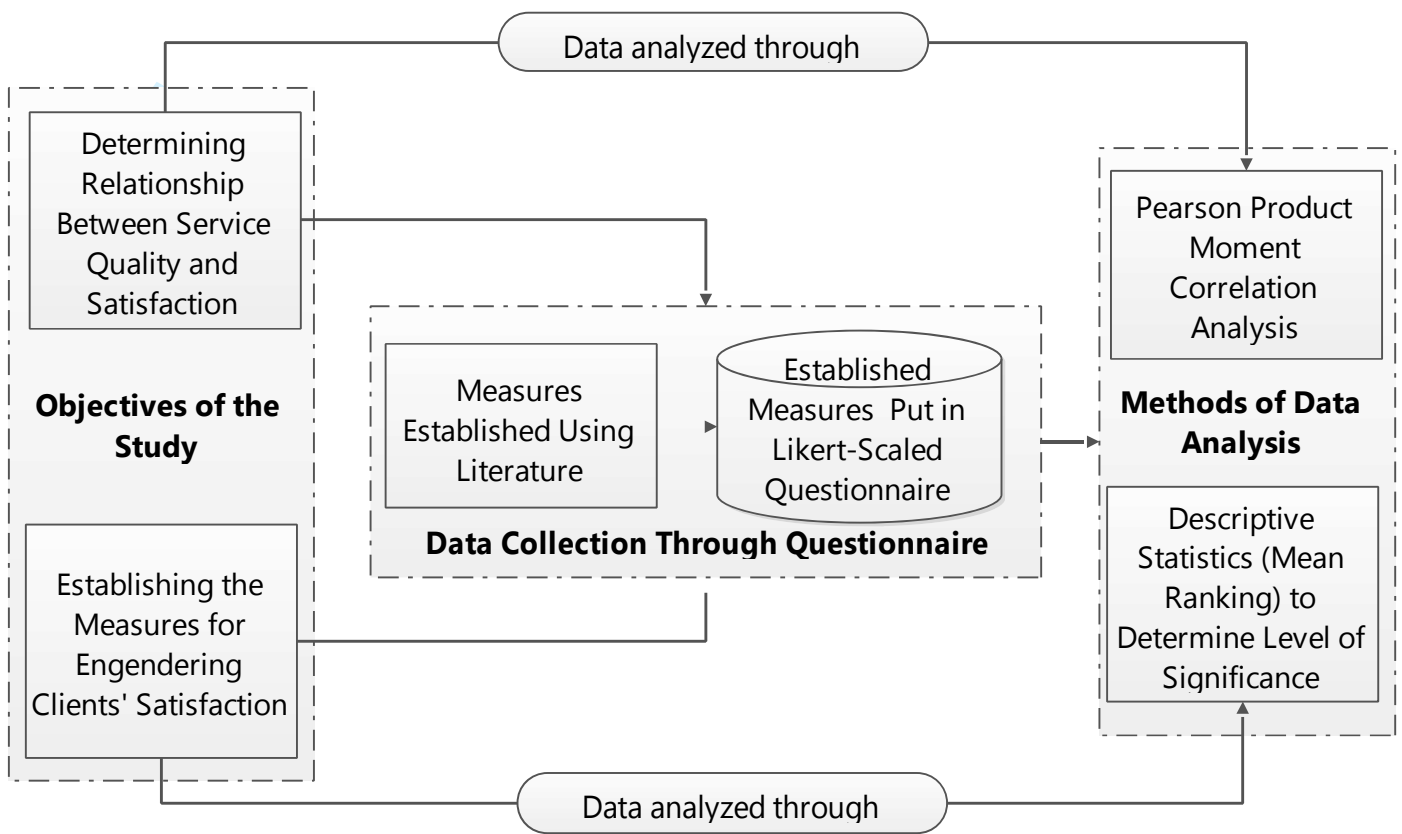 Data analyzed through
Determining
Relationship
Between Service
Quality and
Satisfaction
Objectives of the
Study
Establishing the
Measures for
Engendering
Clients' Satisfaction
Measures
Established Using
Literature
Established
Measures Put in
Likert-Scaled
Questionnaire
Data Collection Through Questionnaire
Pearson Product
Moment
Correlation
Analysis
Methods of Data
Analysis
Descriptive
Statistics (Mean
Ranking) to
Determine Level of
Significance
Data analyzed through